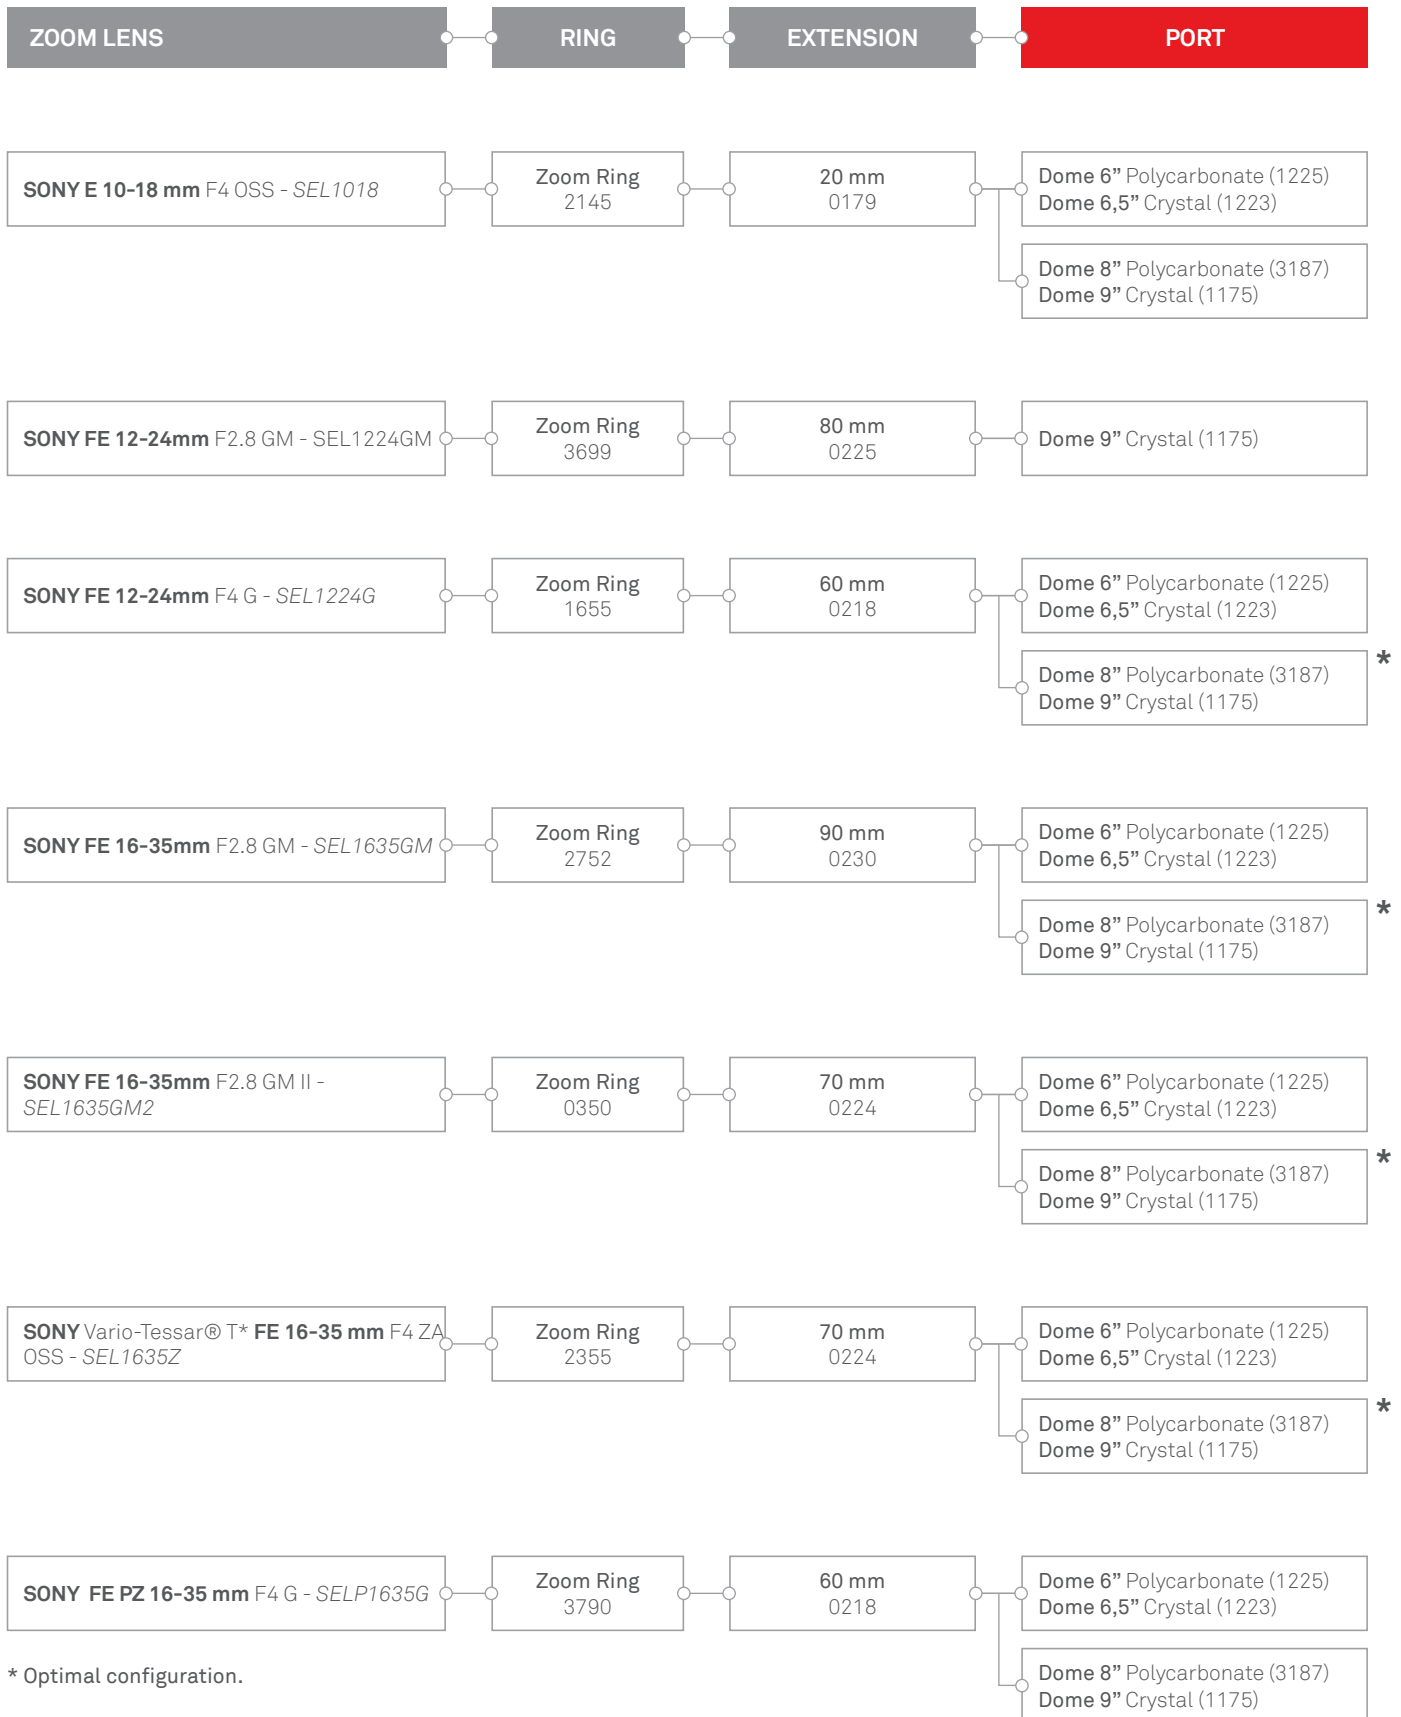 ZOOM LENS RING EXTENSION PORT
SONY E 10-18 mm F4 OSS - SEL1018
Zoom Ring
2145
20 mm
0179
Dome 6” Polycarbonate (1225)
Dome 6,5” Crystal (1223)
Dome 8” Polycarbonate (3187)
Dome 9” Crystal (1175)
SONY FE 12-24mm F2.8 GM - SEL1224GM
Zoom Ring
3699
80 mm
0225
Dome 9” Crystal (1175)
SONY FE 12-24mm F4 G - SEL1224G
Zoom Ring
1655
60 mm
0218
Dome 6” Polycarbonate (1225)
Dome 6,5” Crystal (1223)
*
Dome 8” Polycarbonate (3187)
Dome 9” Crystal (1175)
SONY FE 16-35mm F2.8 GM - SEL1635GM
Zoom Ring
2752
90 mm
0230
Dome 6” Polycarbonate (1225)
Dome 6,5” Crystal (1223)
*
Dome 8” Polycarbonate (3187)
Dome 9” Crystal (1175)
SONY FE 16-35mm F2.8 GM II -
SEL1635GM2
Zoom Ring
0350
70 mm
0224
Dome 6” Polycarbonate (1225)
Dome 6,5” Crystal (1223)
*
Dome 8” Polycarbonate (3187)
Dome 9” Crystal (1175)
SONY Vario-Tessar® T* FE 16-35 mm F4 ZA
OSS - SEL1635Z
Zoom Ring
2355
70 mm
0224
Dome 6” Polycarbonate (1225)
Dome 6,5” Crystal (1223)
*
Dome 8” Polycarbonate (3187)
Dome 9” Crystal (1175)
SONY FE PZ 16-35 mm F4 G - SELP1635G
Zoom Ring
3790
60 mm
0218
Dome 6” Polycarbonate (1225)
Dome 6,5” Crystal (1223)
Dome 8” Polycarbonate (3187)
Dome 9” Crystal (1175)
* Optimal configuration.